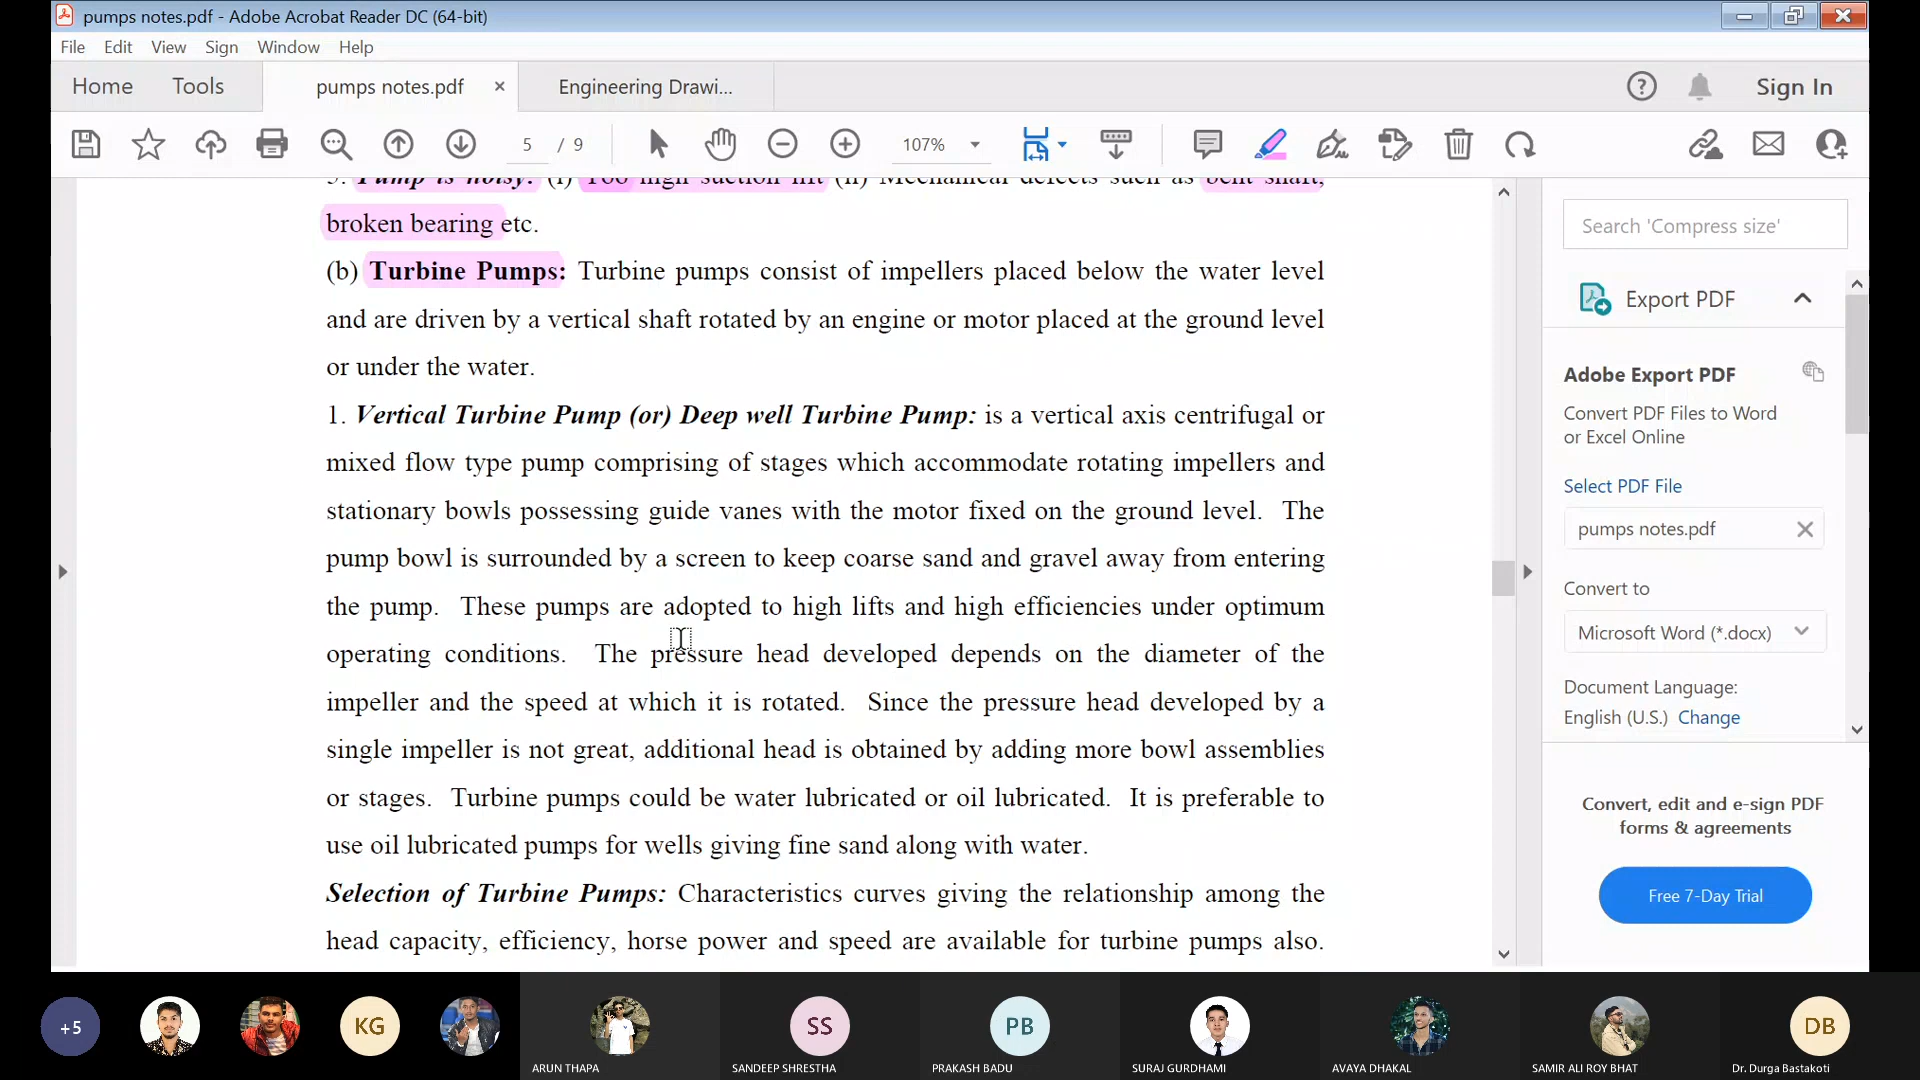 pumps notes.pdf - Adobe Acrobat Reader DC (64-bit)
File Edit View Sign Window Help
Home Tools pumps notes.pdf × Engineering Drawi... Sign In
5 / 9 107%
5. Pump is noisy: (i) Too high suction lift (ii) Mechanical defects such as bent shaft,
broken bearing etc.
(b) Turbine Pumps: Turbine pumps consist of impellers placed below the water level
and are driven by a vertical shaft rotated by an engine or motor placed at the ground level
or under the water.
1. Vertical Turbine Pump (or) Deep well Turbine Pump: is a vertical axis centrifugal or
mixed flow type pump comprising of stages which accommodate rotating impellers and
stationary bowls possessing guide vanes with the motor fixed on the ground level. The
pump bowl is surrounded by a screen to keep coarse sand and gravel away from entering
the pump. These pumps are adopted to high lifts and high efficiencies under optimum
operating conditions. The pressure head developed depends on the diameter of the
impeller and the speed at which it is rotated. Since the pressure head developed by a
single impeller is not great, additional head is obtained by adding more bowl assemblies
or stages. Turbine pumps could be water lubricated or oil lubricated. It is preferable to
use oil lubricated pumps for wells giving fine sand along with water.
Selection of Turbine Pumps: Characteristics curves giving the relationship among the
head capacity, efficiency, horse power and speed are available for turbine pumps also.
Search 'Compress size'
Export PDF
Adobe Export PDF
Convert PDF Files to Word
or Excel Online
Select PDF File
pumps notes.pdf
Convert to
Microsoft Word (*.docx)
Document Language:
English (U.S.) Change
Convert, edit and e-sign PDF
forms & agreements
Free 7-Day Trial
+5 KG SS PB DB
ARUN THAPA SANDEEP SHRESTHA PRAKASH BADU SURAJ GURDHAMI AVAYA DHAKAL SAMIR ALI ROY BHAT Dr. Durga Bastakoti